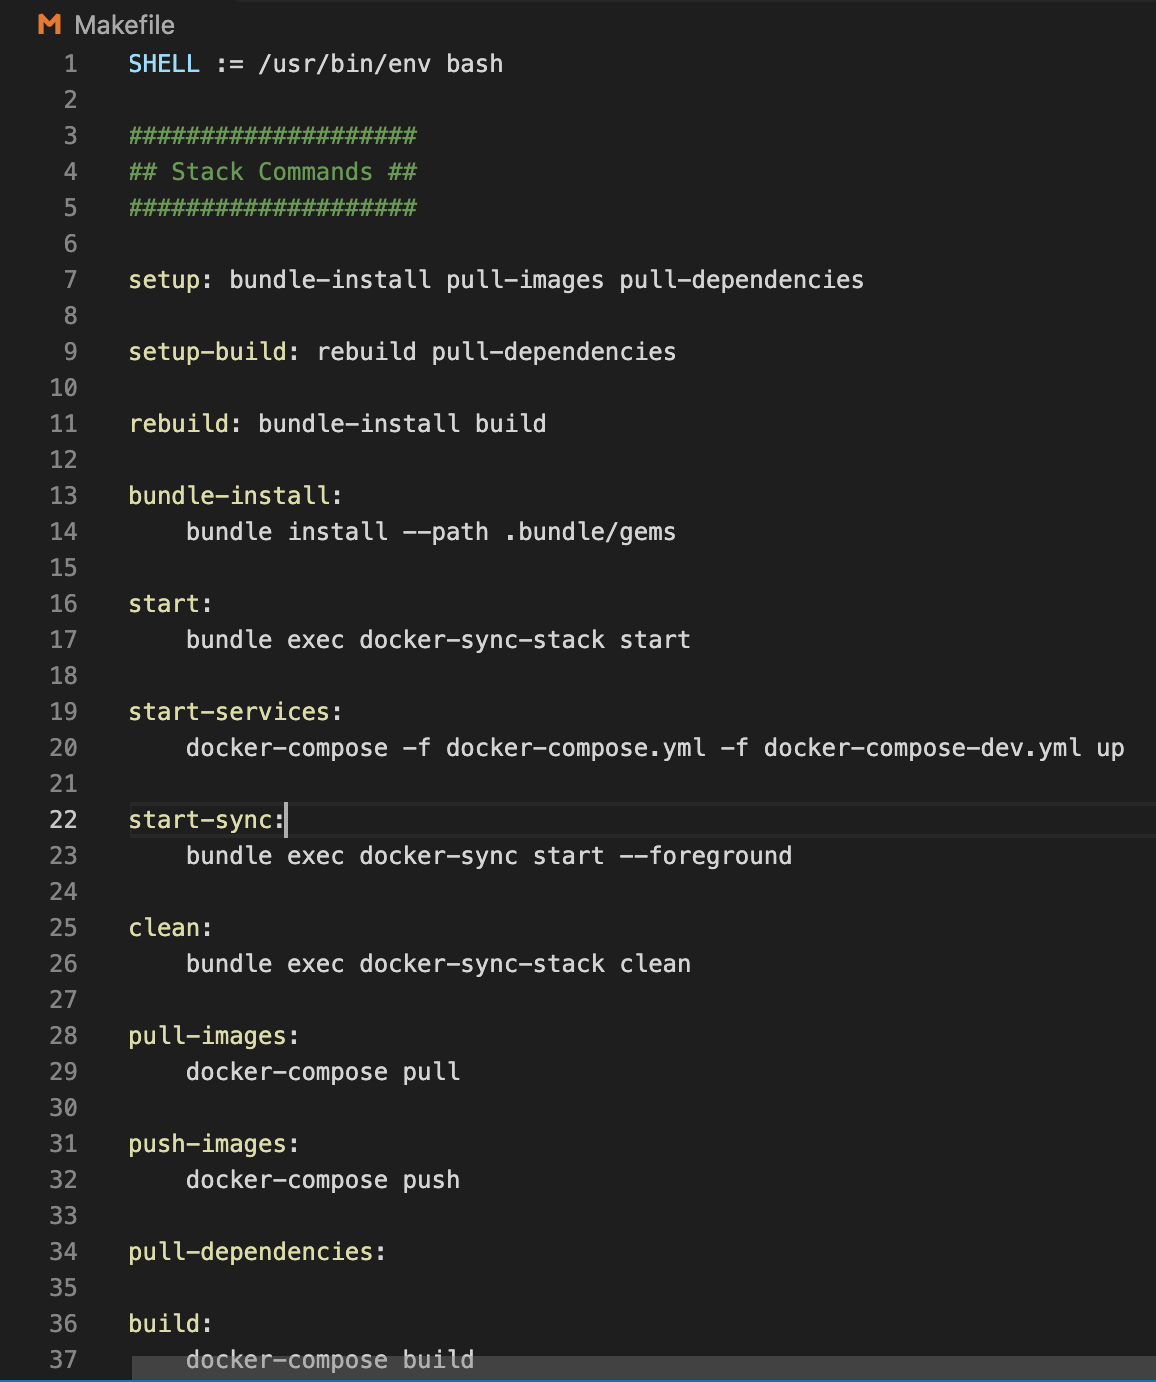 M Makefile
1 SHELL := /usr/bin/env bash
2
3 ####################
4 ## Stack Commands ##
5 ####################
6
7 setup: bundle-install pull-images pull-dependencies
8
9 setup-build: rebuild pull-dependencies
10
11 rebuild: bundle-install build
12
13 bundle-install:
14 bundle install --path .bundle/gems
15
16 start:
17 bundle exec docker-sync-stack start
18
19 start-services:
20 docker-compose -f docker-compose.yml -f docker-compose-dev.yml up
21
22 start-sync:
23 bundle exec docker-sync start --foreground
24
25 clean:
26 bundle exec docker-sync-stack clean
27
28 pull-images:
29 docker-compose pull
30
31 push-images:
32 docker-compose push
33
34 pull-dependencies:
35
36 build:
37 docker-compose build